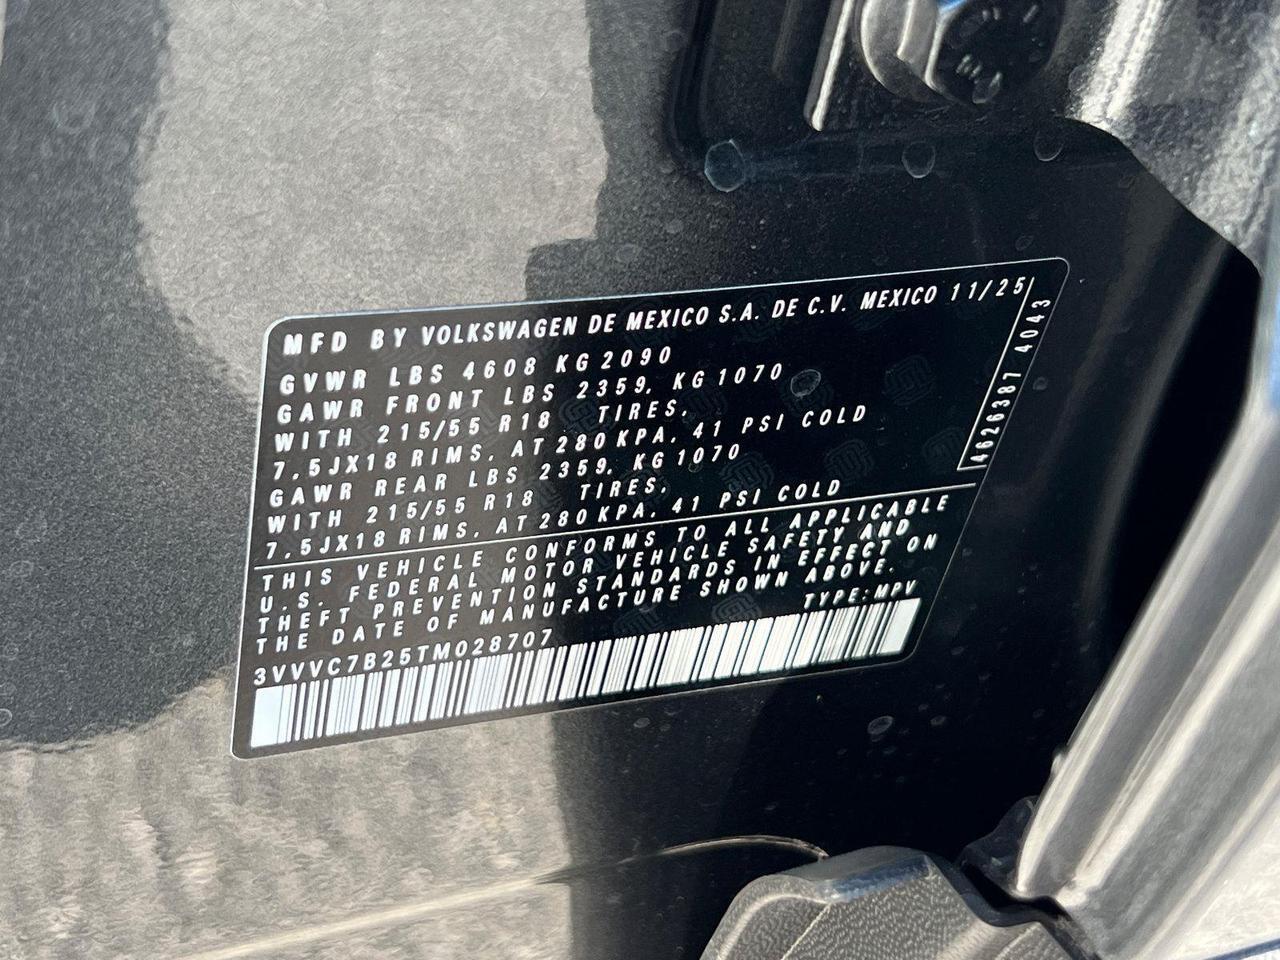 MFD BY VOLKSWAGEN DE MEXICO S.A. DE C.V. MEXICO 11/25
GVWR LBS 4608 KG 2090
GAWR FRONT LBS 2359, KG 1070
WITH 215/55 R18 TIRES,
7,5JX18 RIMS, AT 280 KPA, 41 PSI COLD
GAWR REAR LBS 2359, KG 1070
WITH 215/55 R18 TIRES,
7,5JX18 RIMS, AT 280 KPA, 41 PSI COLD
4626387 4043
THIS VEHICLE CONFORMS TO ALL APPLICABLE
U.S. FEDERAL MOTOR VEHICLE SAFETY AND
THEFT PREVENTION STANDARDS IN EFFECT ON
THE DATE OF MANUFACTURE SHOWN ABOVE.
3VVVC7B25TM028707 TYPE:MPV